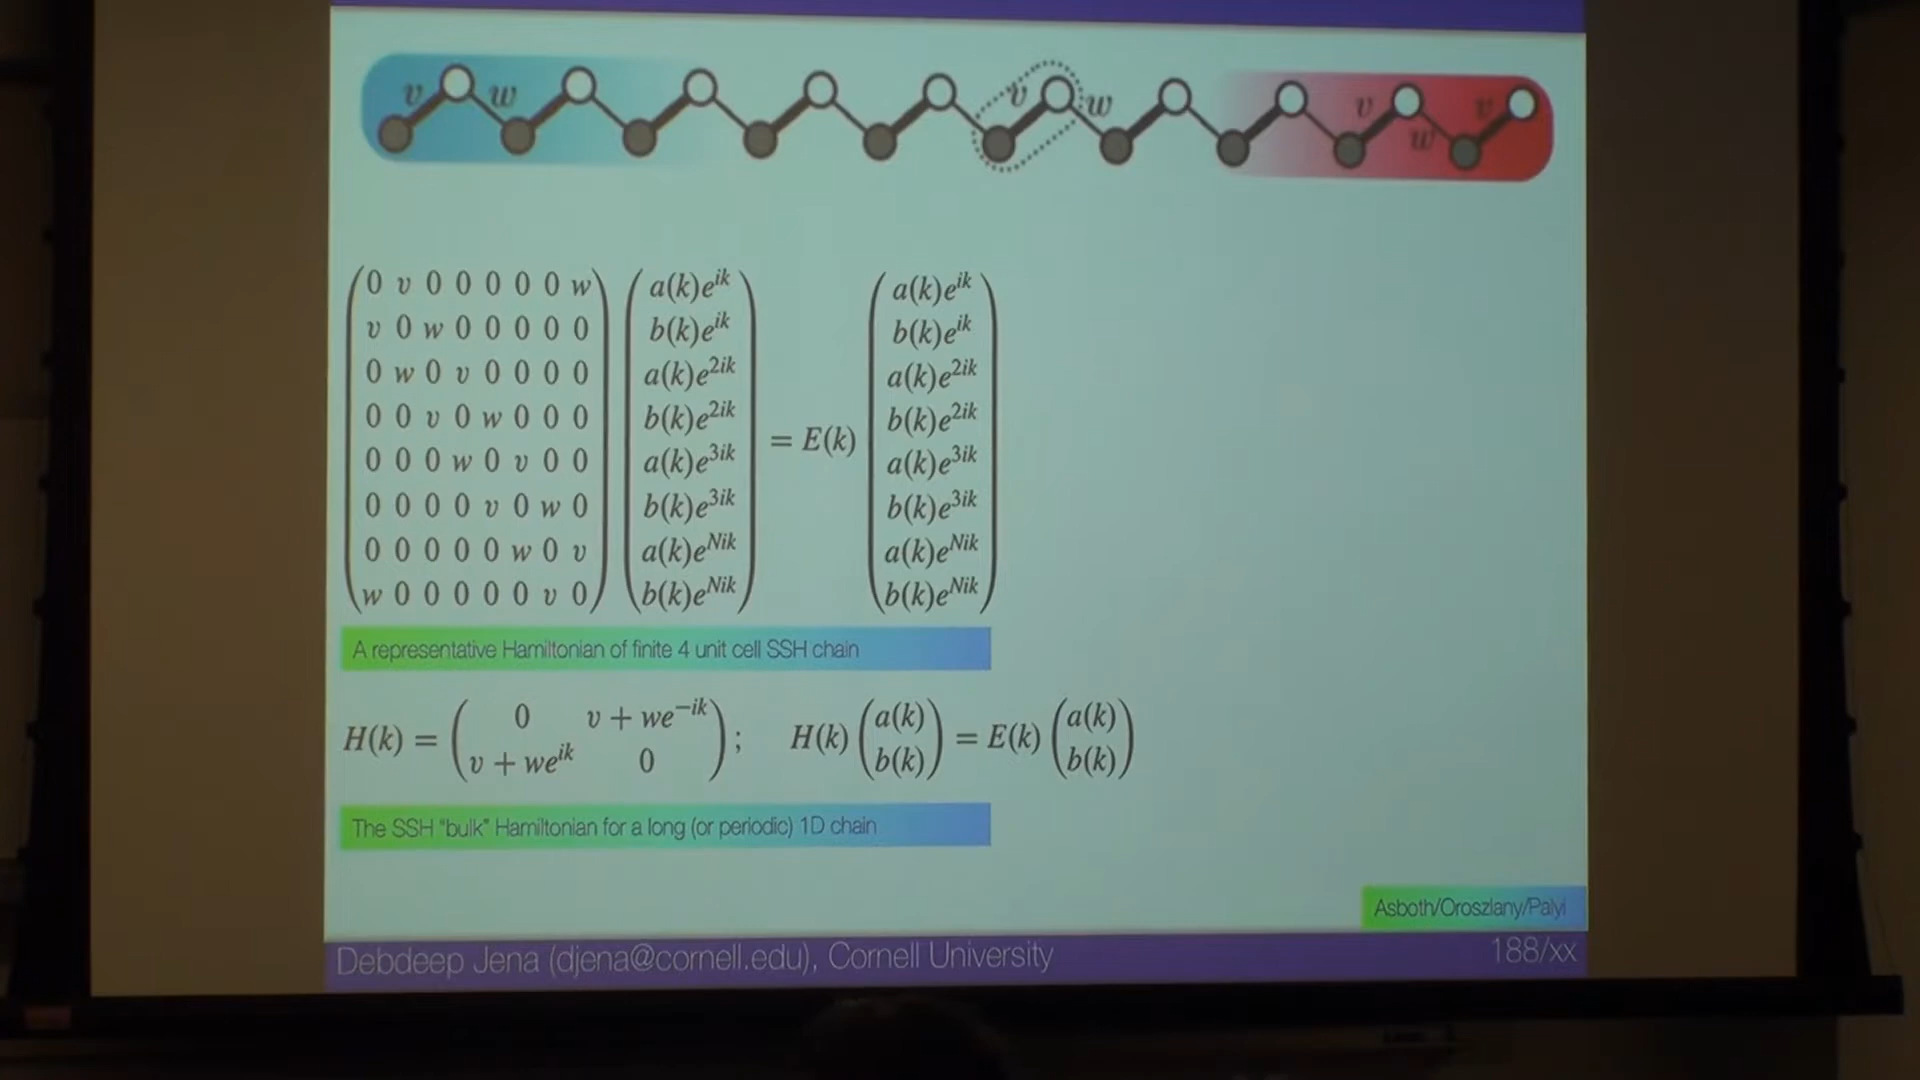 v w v w v w v
0 v 0 0 0 0 0 w a(k)e^{ik} a(k)e^{ik}
v 0 w 0 0 0 0 0 b(k)e^{ik} b(k)e^{ik}
0 w 0 v 0 0 0 0 a(k)e^{2ik} a(k)e^{2ik}
0 0 v 0 w 0 0 0 b(k)e^{2ik} = E(k) b(k)e^{2ik}
0 0 0 w 0 v 0 0 a(k)e^{3ik} a(k)e^{3ik}
0 0 0 0 v 0 w 0 b(k)e^{3ik} b(k)e^{3ik}
0 0 0 0 0 w 0 v a(k)e^{Nik} a(k)e^{Nik}
w 0 0 0 0 0 v 0 b(k)e^{Nik} b(k)e^{Nik}
A representative Hamiltonian of finite 4 unit cell SSH chain
H(k) = ( 0 v + we^{-ik} ; v + we^{ik} 0 ) ; H(k) ( a(k) ; b(k) ) = E(k) ( a(k) ; b(k) )
The SSH "bulk" Hamiltonian for a long (or periodic) 1D chain
Asboth/Oroszlany/Palyi
Debdeep Jena (djena@cornell.edu), Cornell University 188/xx